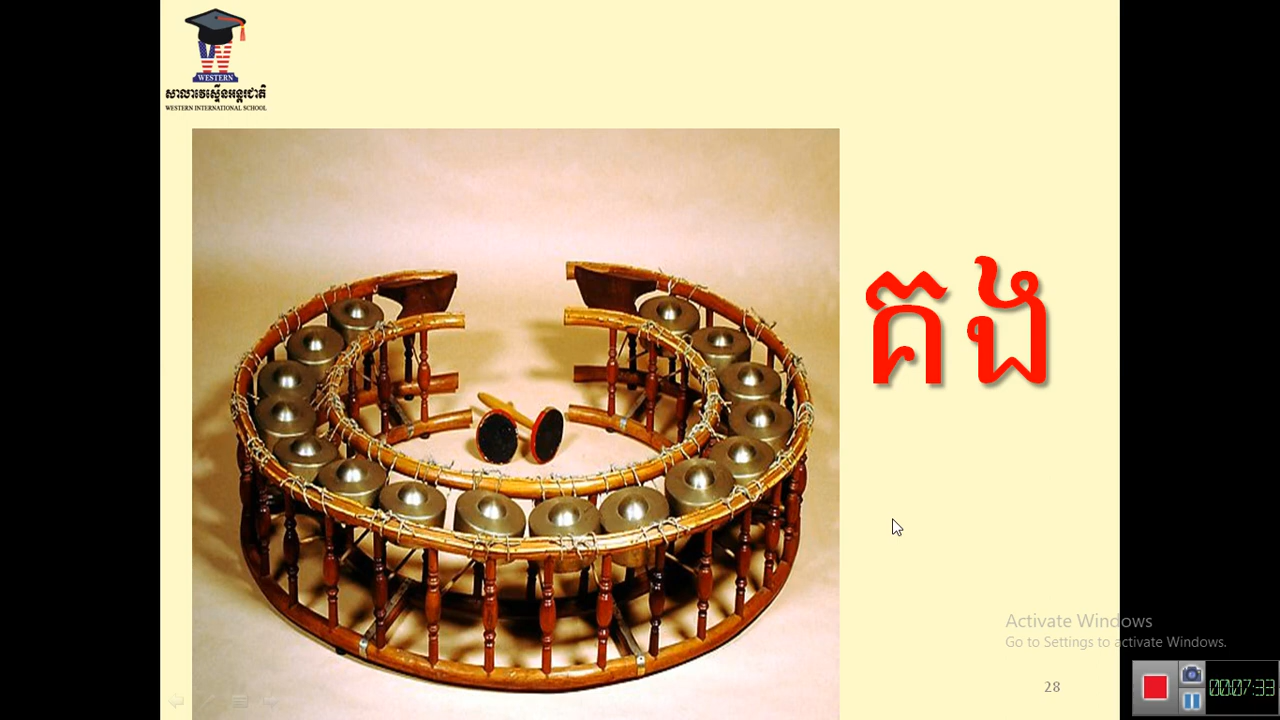 WESTERN
សាលាវេស្ទើនអន្តរជាតិ
WESTERN INTERNATIONAL SCHOOL
គង
Activate Windows
Go to Settings to activate Windows.
28
00:07:33